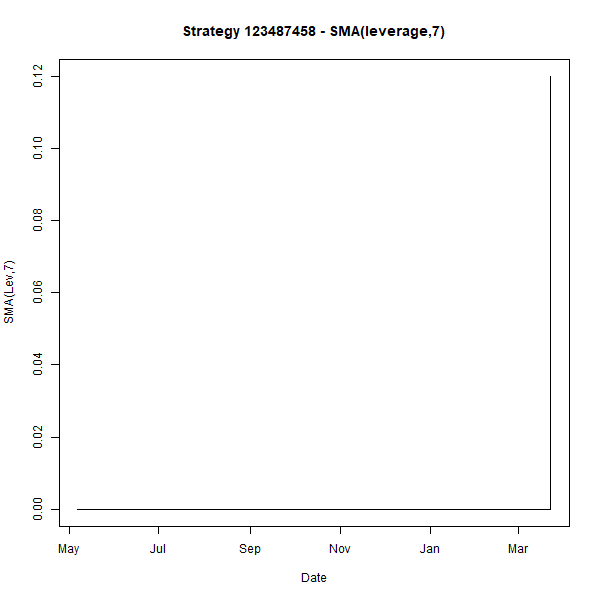 Strategy 123487458 - SMA(leverage,7)
0.12
0.10
0.08
0.06
0.04
0.02
0.00
SMA(Lev,7)
May Jul Sep Nov Jan Mar
Date